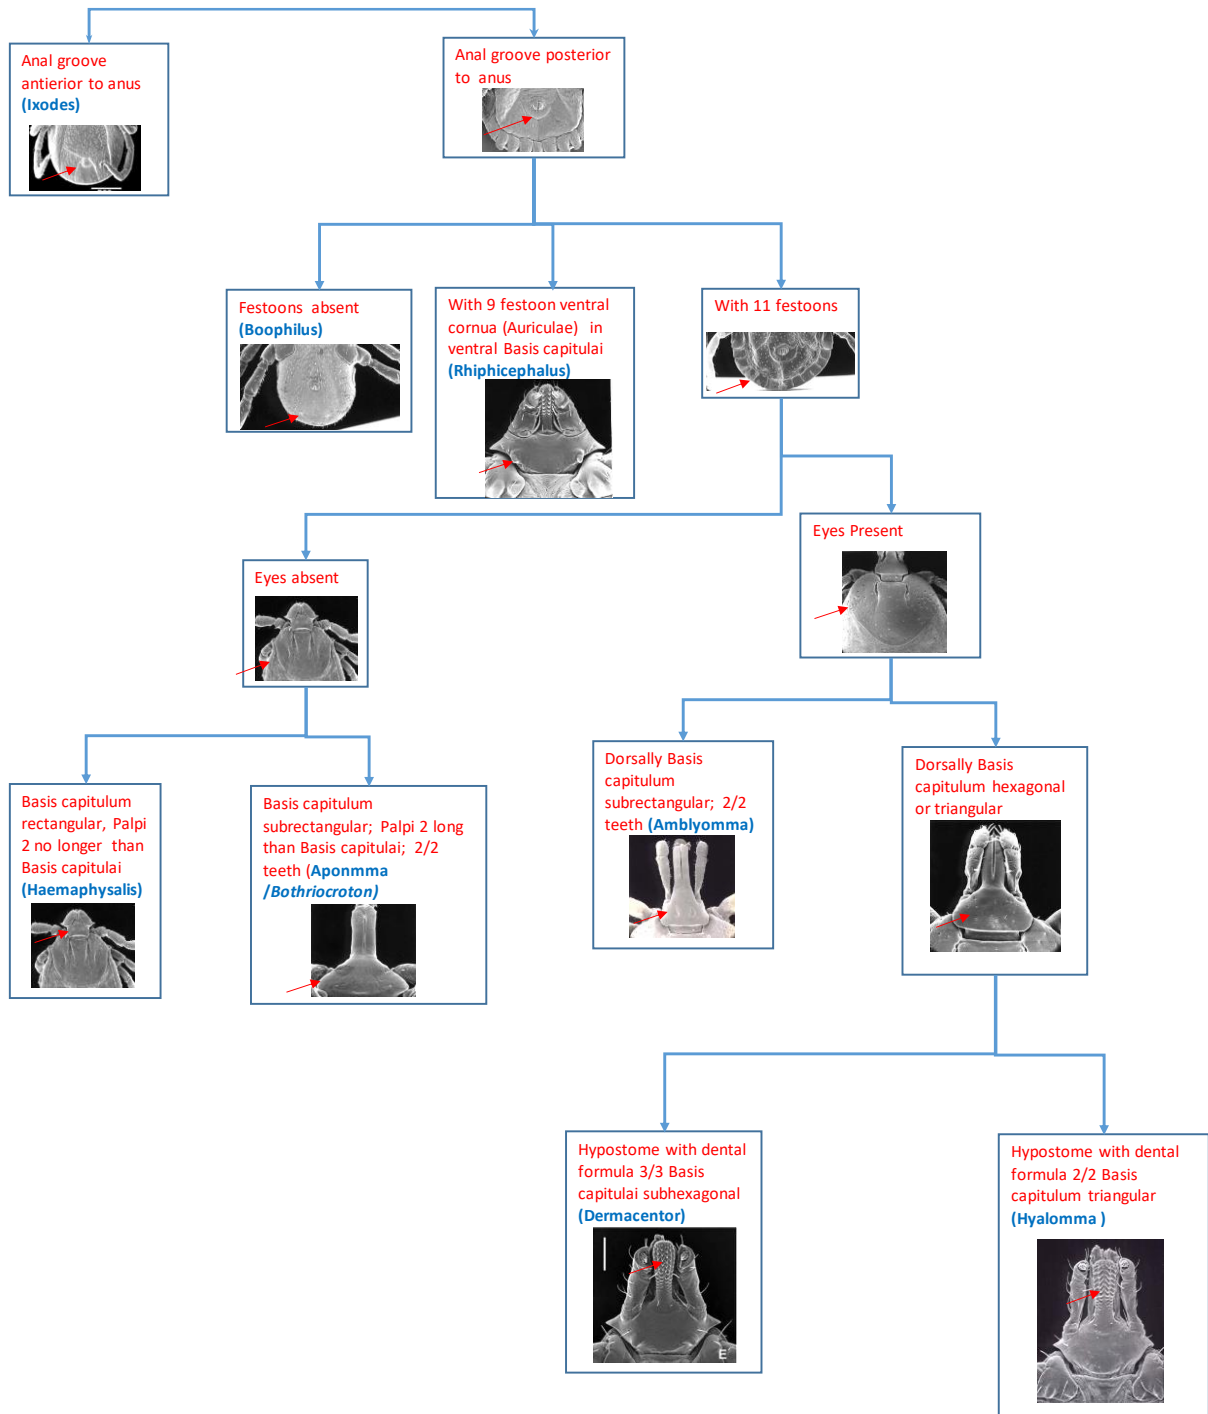 Anal groove
antierior to anus
(Ixodes)
Anal groove posterior
to anus
Festoons absent
(Boophilus)
With 9 festoon ventral
cornua (Auriculae) in
ventral Basis capitulai
(Rhiphicephalus)
With 11 festoons
Eyes absent
Eyes Present
Basis capitulum
rectangular, Palpi
2 no longer than
Basis capitulai
(Haemaphysalis)
Basis capitulum
subrectangular; Palpi 2 long
than Basis capitulai; 2/2
teeth (Aponmma
/Bothriocroton)
Dorsally Basis
capitulum
subrectangular; 2/2
teeth (Amblyomma)
Dorsally Basis
capitulum hexagonal
or triangular
Hypostome with dental
formula 3/3 Basis
capitulai subhexagonal
(Dermacentor)
E
Hypostome with dental
formula 2/2 Basis
capitulum triangular
(Hyalomma )